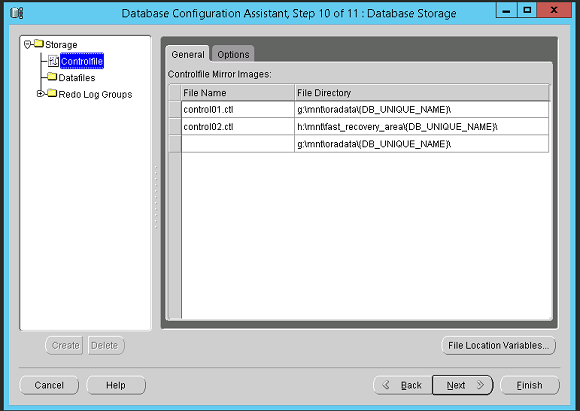 Database Configuration Assistant, Step 10 of 11 : Database Storage
Storage
Controlfile
Datafiles
Redo Log Groups
General Options
Controlfile Mirror Images:
File Name File Directory
control01.ctl g:\mnt\oradata\{DB_UNIQUE_NAME}\
control02.ctl h:\mnt\fast_recovery_area\{DB_UNIQUE_NAME}\
g:\mnt\oradata\{DB_UNIQUE_NAME}\
Create Delete
File Location Variables...
Cancel Help Back Next Finish